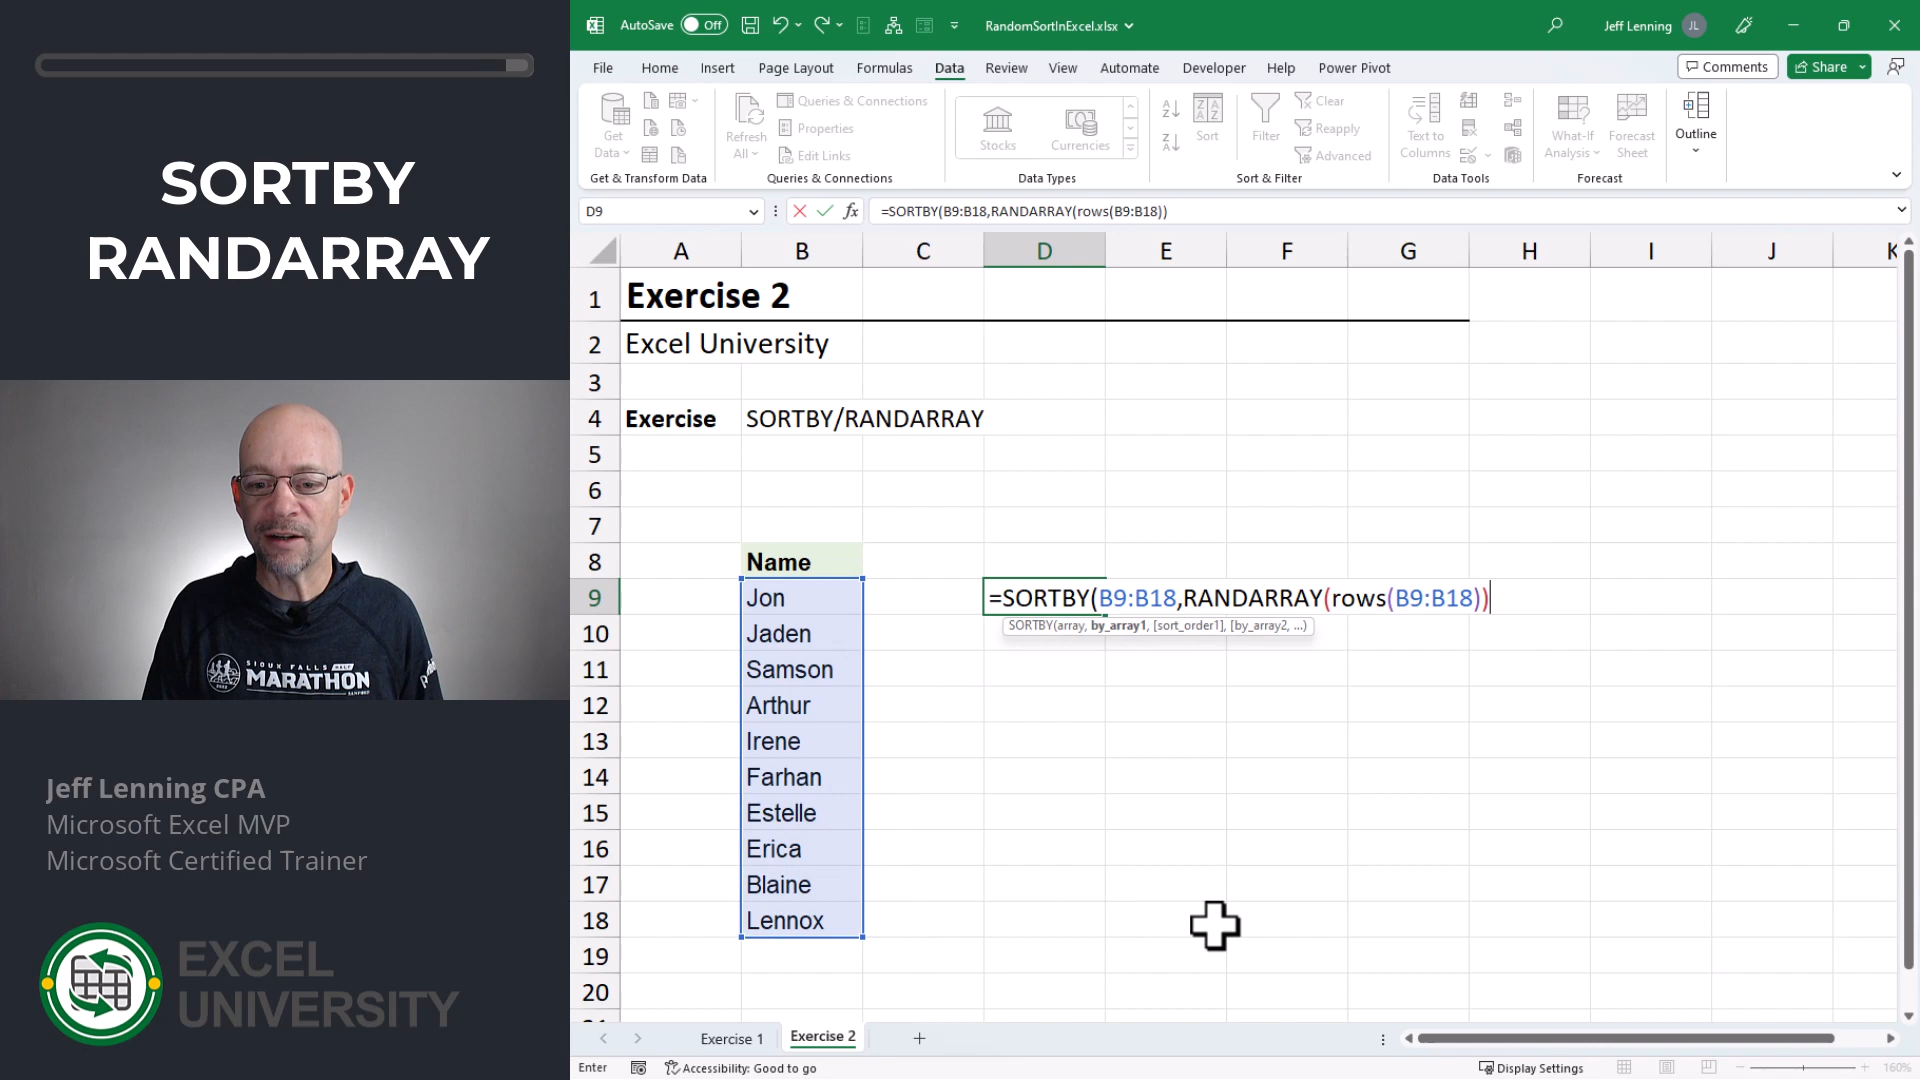 SORTBY
RANDARRAY
SIOUX FALLS HALF
MARATHON
SANFORD
Jeff Lenning CPA
Microsoft Excel MVP
Microsoft Certified Trainer
EXCEL
UNIVERSITY
AutoSave Off
RandomSortInExcel.xlsx
Jeff Lenning JL
File Home Insert Page Layout Formulas Data Review View Automate Developer Help Power Pivot
Comments Share
Get
Data
Get & Transform Data
Refresh
All
Queries & Connections
Properties
Edit Links
Queries & Connections
Stocks Currencies
Data Types
Sort
Filter
Clear
Reapply
Advanced
Sort & Filter
Text to
Columns
Data Tools
What-If
Analysis
Forecast
Sheet
Forecast
Outline
D9 fx =SORTBY(B9:B18,RANDARRAY(rows(B9:B18))
A B C D E F G H I J K
1 Exercise 2
2 Excel University
3
4 Exercise SORTBY/RANDARRAY
5
6
7
8 Name
9 Jon =SORTBY(B9:B18,RANDARRAY(rows(B9:B18))
SORTBY(array, by_array1, [sort_order1], [by_array2, ...)
10 Jaden
11 Samson
12 Arthur
13 Irene
14 Farhan
15 Estelle
16 Erica
17 Blaine
18 Lennox
19
20
Exercise 1 Exercise 2
Enter Accessibility: Good to go Display Settings 160%